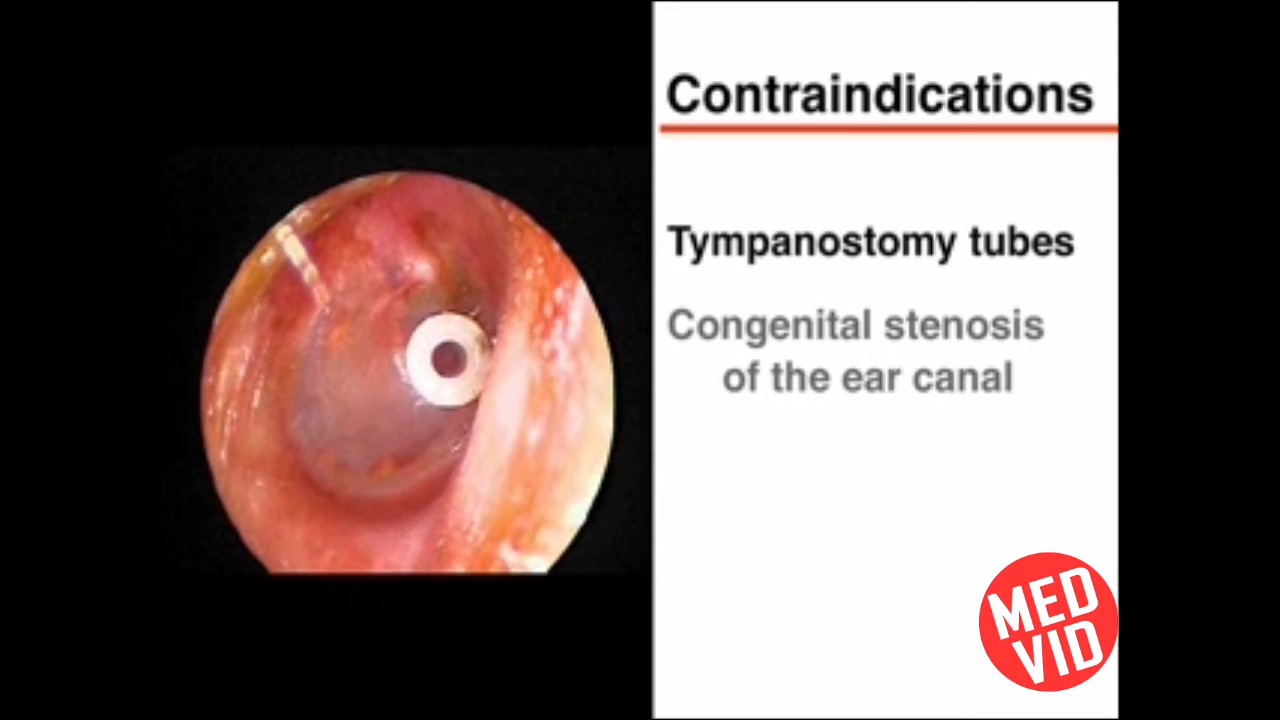 Contraindications
Tympanostomy tubes
Congenital stenosis
of the ear canal
MED
VID